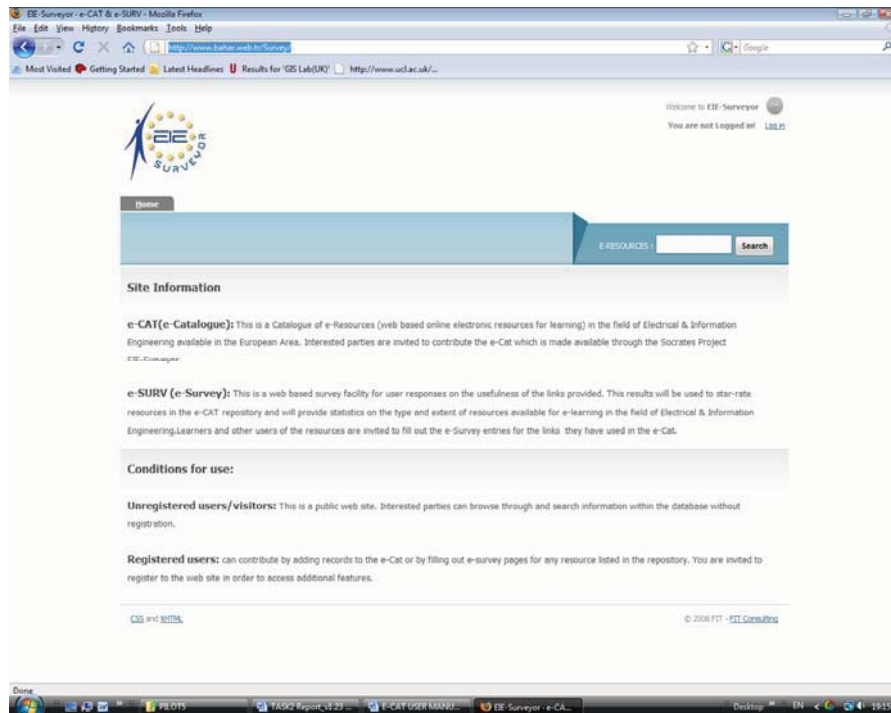 EIE-Surveyor - e-CAT & e-SURV - Mozilla Firefox
File Edit View History Bookmarks Tools Help
http://www.bahar.web.tr/Survey/
Google
Most Visited Getting Started Latest Headlines Results for 'GIS Lab(UK)' http://www.ucl.ac.uk/...
Welcome to EIE-Surveyor
You are not Logged in! Log in
EIE
SURVEYOR
Home
E-RESOURCES : Search
Site Information
e-CAT(e-Catalogue): This is a Catalogue of e-Resources (web based online electronic resources for learning) in the field of Electrical & Information
Engineering available in the European Area. Interested parties are invited to contribute the e-Cat which is made available through the Socrates Project
EIE-Surveyor
e-SURV (e-Survey): This is a web based survey facility for user responses on the usefulness of the links provided. This results will be used to star-rate
resources in the e-CAT repository and will provide statistics on the type and extent of resources available for e-learning in the field of Electrical & Information
Engineering.Learners and other users of the resources are invited to fill out the e-Survey entries for the links they have used in the e-Cat.
Conditions for use:
Unregistered users/visitors: This is a public web site. Interested parties can browse through and search information within the database without
registration.
Registered users: can contribute by adding records to the e-Cat or by filling out e-survey pages for any resource listed in the repository. You are invited to
register to the web site in order to access additional features.
CSS and XHTML © 2008 FIT - FIT Consulting
Done
PILOTS TASK2 Report_v1.23 ... E-CAT USER MANU... EIE-Surveyor - e-CA... Desktop EN 19:15